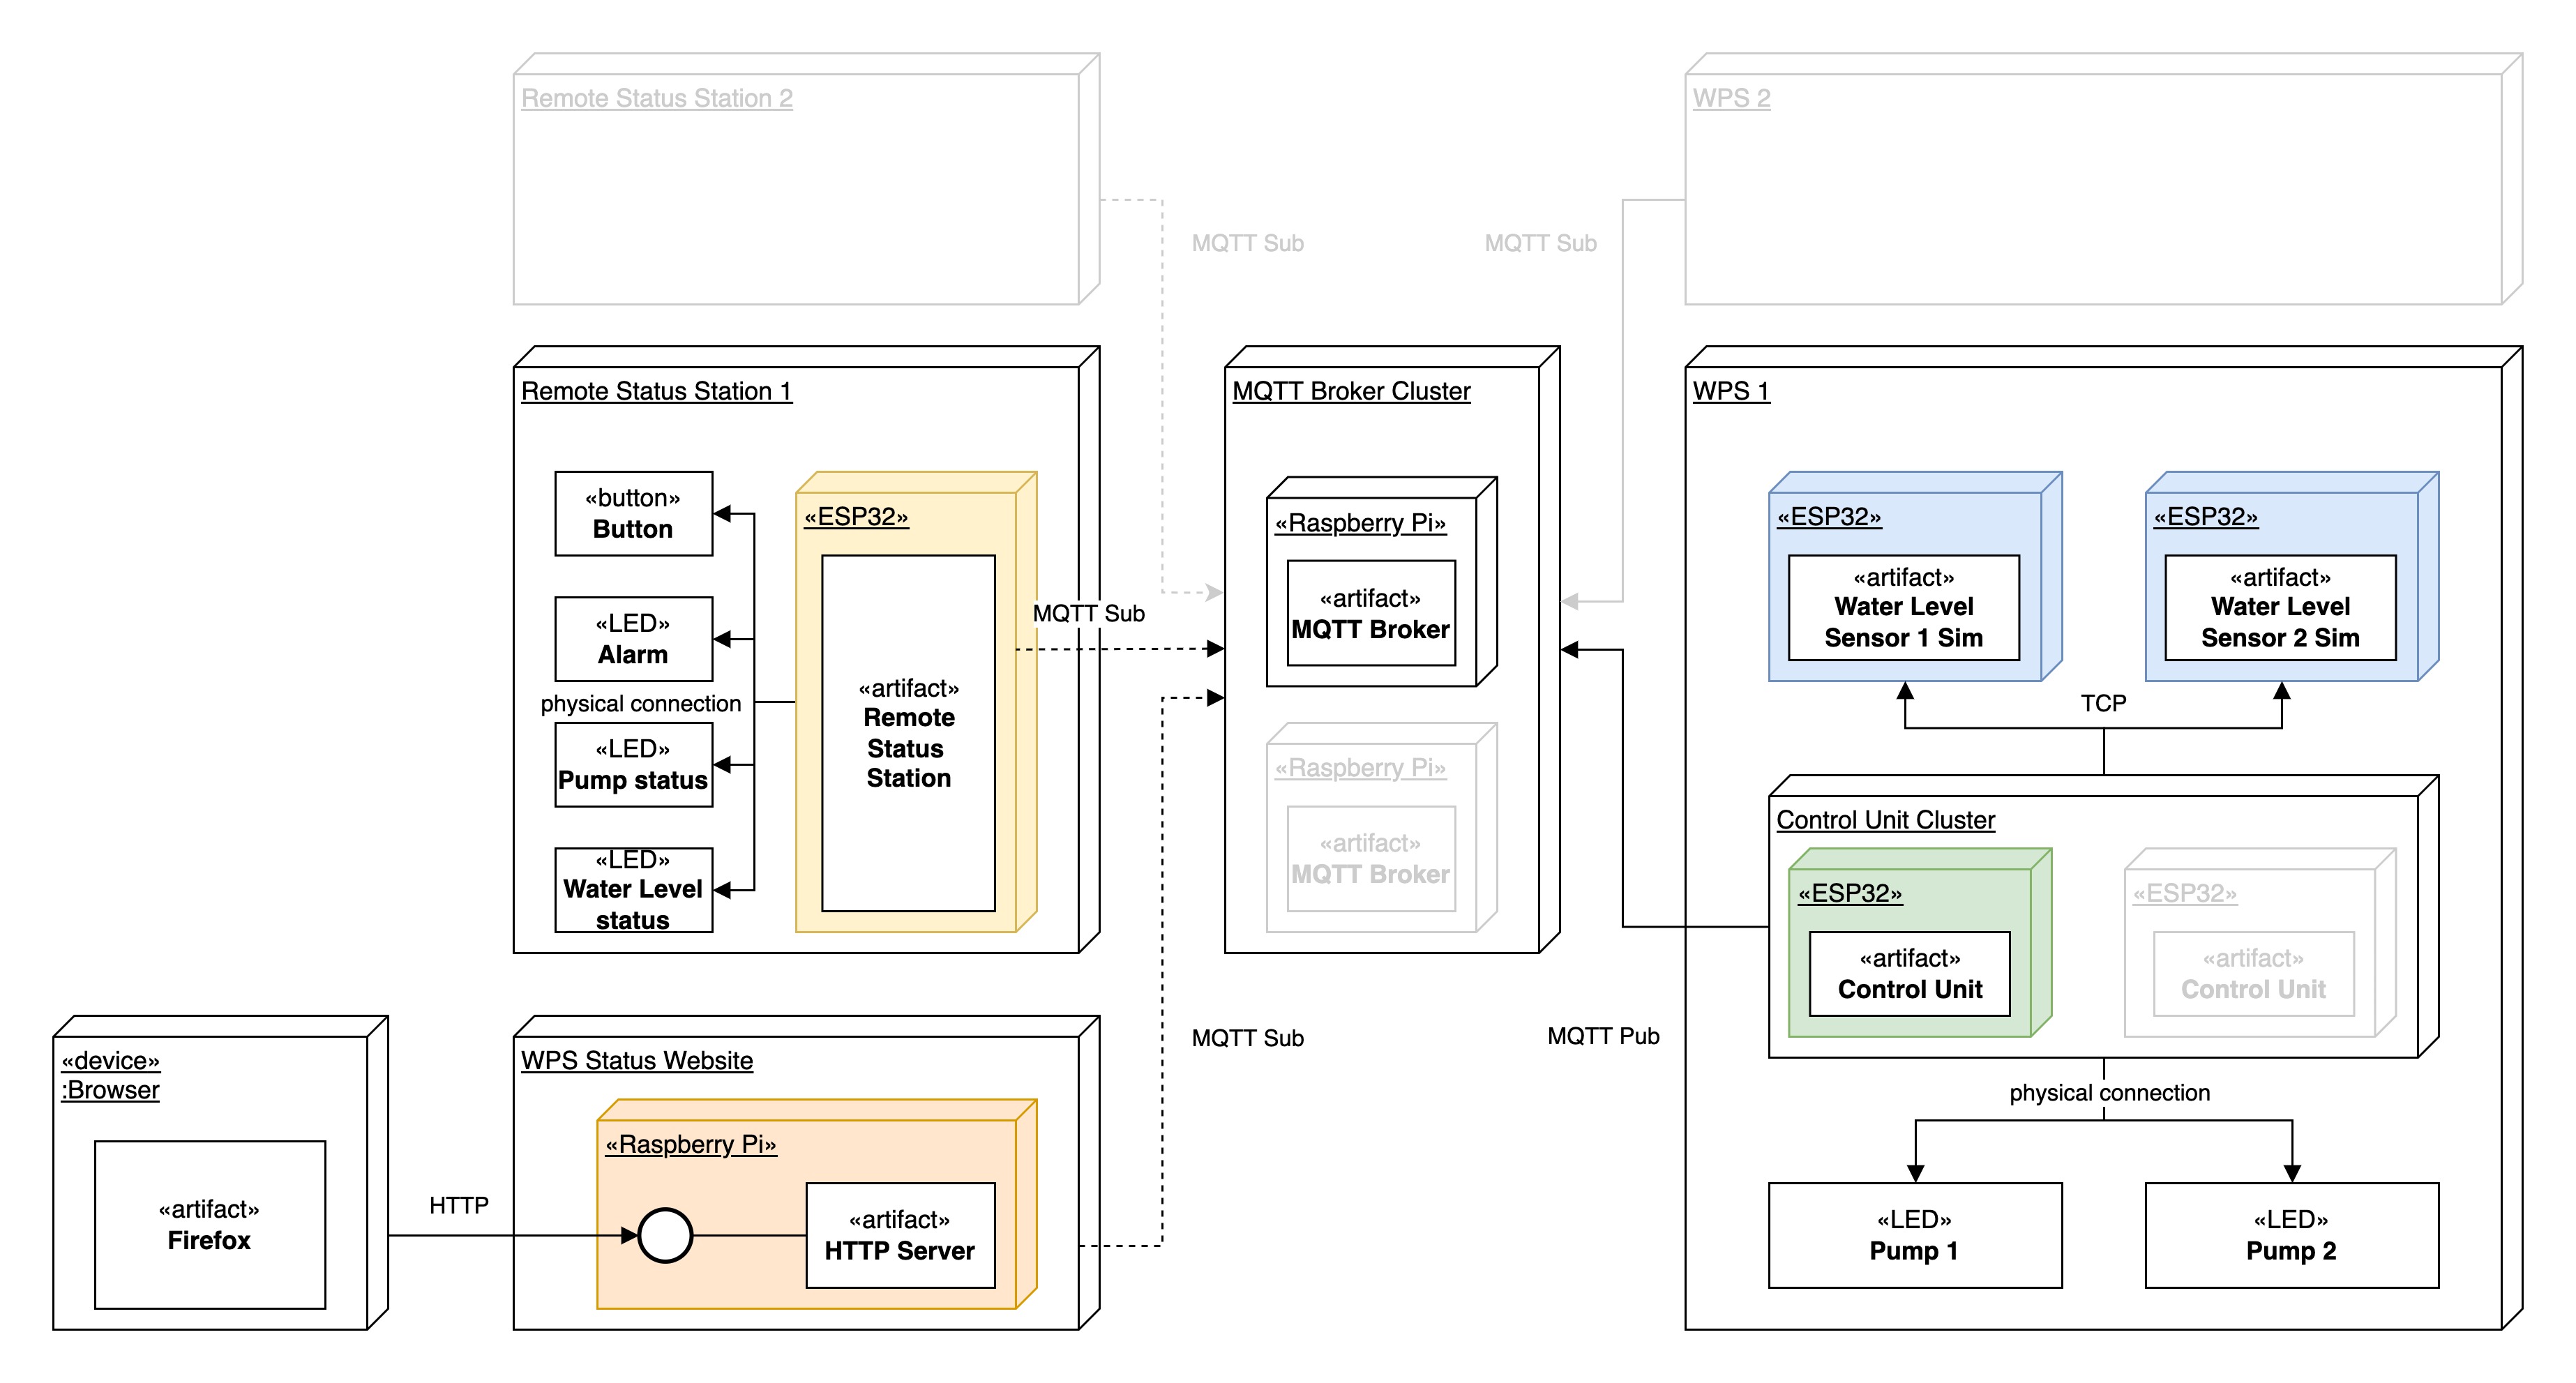 Remote Status Station 2
WPS 2
MQTT Sub
MQTT Sub
Remote Status Station 1
«button»
Button
«LED»
Alarm
physical connection
«LED»
Pump status
«LED»
Water Level
status
«ESP32»
«artifact»
Remote
Status
Station
MQTT Sub
MQTT Broker Cluster
«Raspberry Pi»
«artifact»
MQTT Broker
«Raspberry Pi»
«artifact»
MQTT Broker
WPS 1
«ESP32»
«artifact»
Water Level
Sensor 1 Sim
«ESP32»
«artifact»
Water Level
Sensor 2 Sim
TCP
Control Unit Cluster
«ESP32»
«artifact»
Control Unit
«ESP32»
«artifact»
Control Unit
physical connection
«LED»
Pump 1
«LED»
Pump 2
«device»
:Browser
«artifact»
Firefox
HTTP
WPS Status Website
«Raspberry Pi»
«artifact»
HTTP Server
MQTT Sub
MQTT Pub